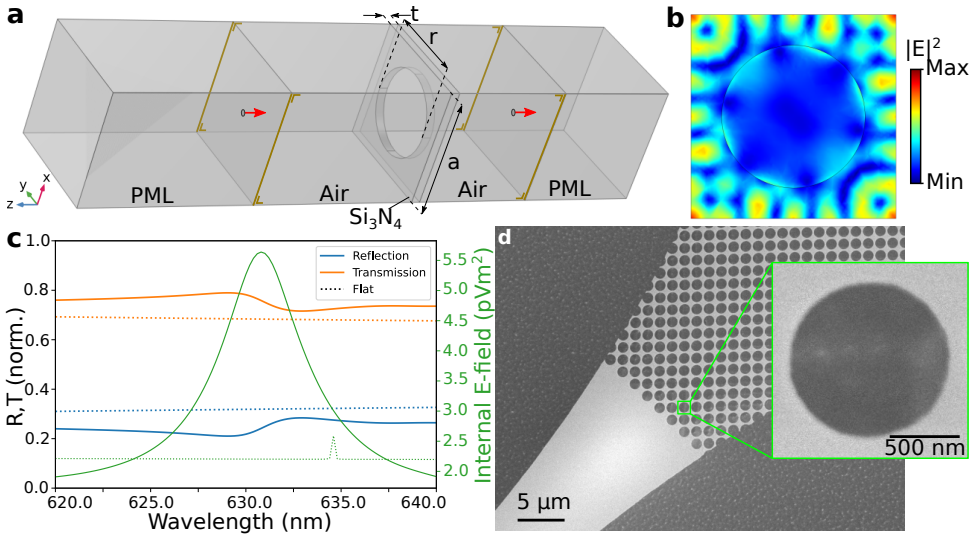 a
t
r
a
y
x
z
PML
Air
Air
PML
Si₃N₄
b
|E|²
Max
Min
c
1.0
0.8
0.6
0.4
0.2
0.0
R,T (norm.)
Reflection
Transmission
Flat
5.5
5.0
4.5
4.0
3.5
3.0
2.5
2.0
Internal E-field (pVm²)
620.0
625.0
630.0
635.0
640.0
Wavelength (nm)
d
500 nm
5 µm